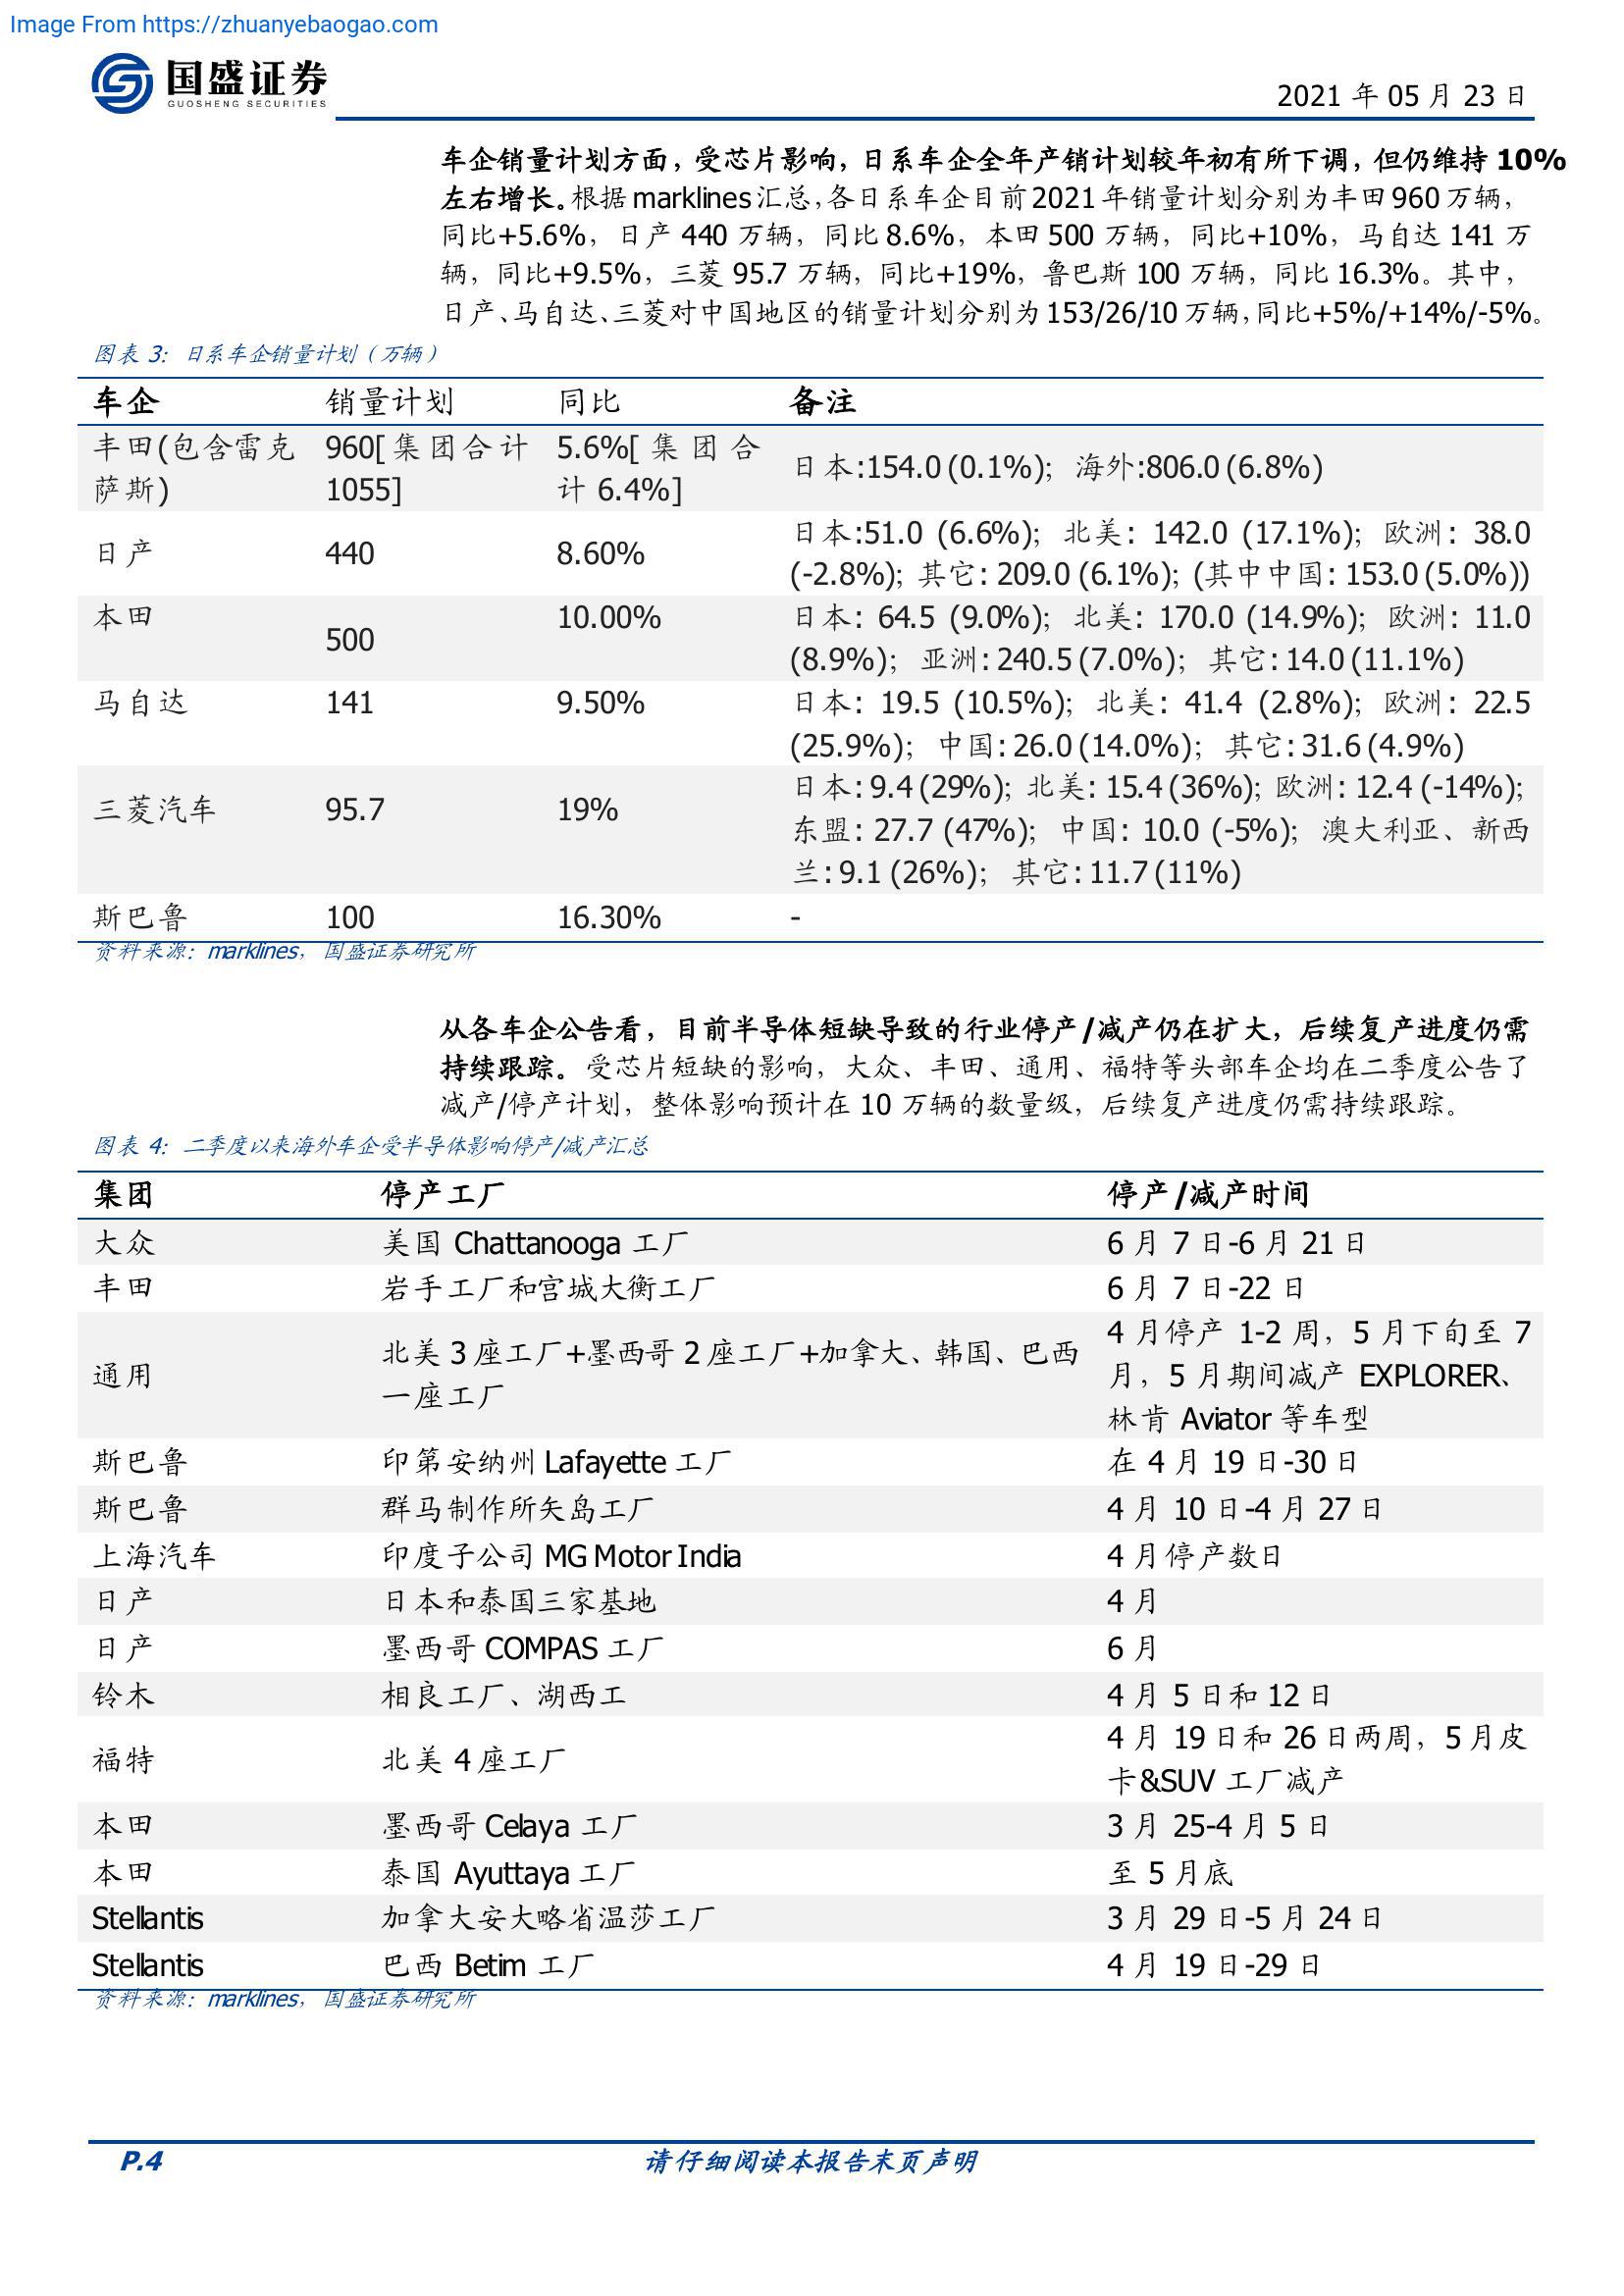 Image From https://zhuanyebaogao.com
国盛证券
GUOSHENG SECURITIES
2021 年 05 月 23 日
车企销量计划方面，受芯片影响，日系车企全年产销计划较年初有所下调，但仍维持 10%
左右增长。根据 marklines 汇总，各日系车企目前 2021 年销量计划分别为丰田 960 万辆，
同比+5.6%，日产 440 万辆，同比 8.6%，本田 500 万辆，同比+10%，马自达 141 万
辆，同比+9.5%，三菱 95.7 万辆，同比+19%，鲁巴斯 100 万辆，同比 16.3%。其中，
日产、马自达、三菱对中国地区的销量计划分别为 153/26/10 万辆，同比+5%/+14%/-5%。
图表 3：日系车企销量计划（万辆）
车企 销量计划 同比 备注
丰田(包含雷克 960[集团合计 5.6%[集团合
萨斯) 1055] 计 6.4%]
日本:154.0 (0.1%)；海外:806.0 (6.8%)
日产 440 8.60%
日本:51.0 (6.6%)；北美：142.0 (17.1%)；欧洲：38.0
(-2.8%)；其它：209.0 (6.1%)；(其中中国：153.0 (5.0%))
本田 500 10.00%
日本：64.5 (9.0%)；北美：170.0 (14.9%)；欧洲：11.0
(8.9%)；亚洲：240.5 (7.0%)；其它：14.0 (11.1%)
马自达 141 9.50% 日本：19.5 (10.5%)；北美：41.4 (2.8%)；欧洲：22.5
(25.9%)；中国：26.0 (14.0%)；其它：31.6 (4.9%)
三菱汽车 95.7 19%
日本：9.4 (29%)；北美：15.4 (36%)；欧洲：12.4 (-14%)；
东盟：27.7 (47%)；中国：10.0 (-5%)；澳大利亚、新西
兰：9.1 (26%)；其它：11.7 (11%)
斯巴鲁 100 16.30% -
资料来源：marklines，国盛证券研究所
从各车企公告看，目前半导体短缺导致的行业停产/减产仍在扩大，后续复产进度仍需
持续跟踪。受芯片短缺的影响，大众、丰田、通用、福特等头部车企均在二季度公告了
减产/停产计划，整体影响预计在 10 万辆的数量级，后续复产进度仍需持续跟踪。
图表 4：二季度以来海外车企受半导体影响停产/减产汇总
集团 停产工厂 停产/减产时间
大众 美国 Chattanooga 工厂 6 月 7 日-6 月 21 日
丰田 岩手工厂和宫城大衡工厂 6 月 7 日-22 日
通用
北美 3 座工厂+墨西哥 2 座工厂+加拿大、韩国、巴西
一座工厂
4 月停产 1-2 周，5 月下旬至 7
月，5 月期间减产 EXPLORER、
林肯 Aviator 等车型
斯巴鲁 印第安纳州 Lafayette 工厂 在 4 月 19 日-30 日
斯巴鲁 群马制作所矢岛工厂 4 月 10 日-4 月 27 日
上海汽车 印度子公司 MG Motor India 4 月停产数日
日产 日本和泰国三家基地 4 月
日产 墨西哥 COMPAS 工厂 6 月
铃木 相良工厂、湖西工 4 月 5 日和 12 日
福特 北美 4 座工厂
4 月 19 日和 26 日两周，5 月皮
卡&SUV 工厂减产
本田 墨西哥 Celaya 工厂 3 月 25-4 月 5 日
本田 泰国 Ayuttaya 工厂 至 5 月底
Stellantis 加拿大安大略省温莎工厂 3 月 29 日-5 月 24 日
Stellantis 巴西 Betim 工厂 4 月 19 日-29 日
资料来源：marklines，国盛证券研究所
P.4 请仔细阅读本报告末页声明